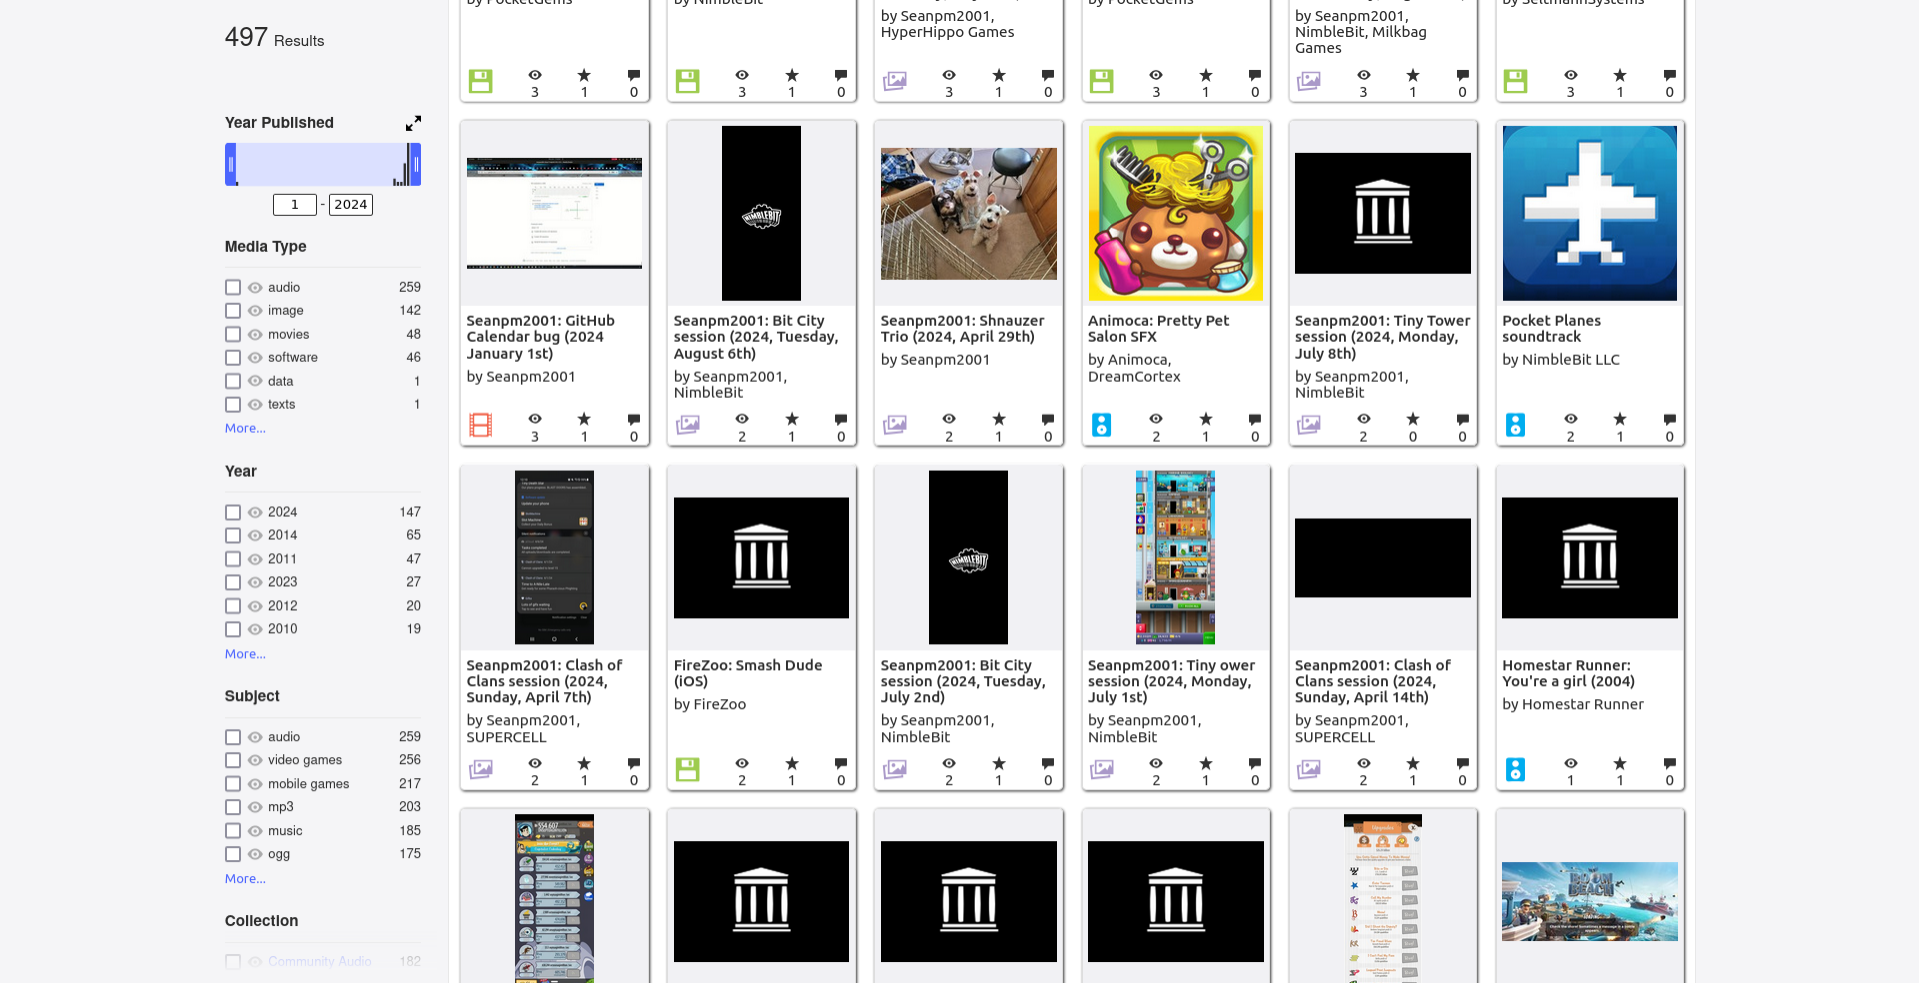 497 Results
Year Published
1 - 2024
Media Type
audio 259
image 142
movies 48
software 46
data 1
texts 1
More...
Year
2024 147
2014 65
2011 47
2023 27
2012 20
2010 19
More...
Subject
audio 259
video games 256
mobile games 217
mp3 203
music 185
ogg 175
More...
Collection
Community Audio 182
by PocketGems
3 1 0
by NimbleBit
3 1 0
by Seanpm2001,
HyperHippo Games
3 1 0
by PocketGems
3 1 0
by Seanpm2001,
NimbleBit, Milkbag
Games
3 1 0
by SeltmannSystems
3 1 0
Seanpm2001: GitHub
Calendar bug (2024
January 1st)
by Seanpm2001
3 1 0
NIMBLEBIT
Seanpm2001: Bit City
session (2024, Tuesday,
August 6th)
by Seanpm2001,
NimbleBit
2 1 0
Seanpm2001: Shnauzer
Trio (2024, April 29th)
by Seanpm2001
2 1 0
Animoca: Pretty Pet
Salon SFX
by Animoca,
DreamCortex
2 1 0
Seanpm2001: Tiny Tower
session (2024, Monday,
July 8th)
by Seanpm2001,
NimbleBit
2 0 0
Pocket Planes
soundtrack
by NimbleBit LLC
2 1 0
Seanpm2001: Clash of
Clans session (2024,
Sunday, April 7th)
by Seanpm2001,
SUPERCELL
2 1 0
FireZoo: Smash Dude
(iOS)
by FireZoo
2 1 0
NIMBLEBIT
Seanpm2001: Bit City
session (2024, Tuesday,
July 2nd)
by Seanpm2001,
NimbleBit
2 1 0
Seanpm2001: Tiny ower
session (2024, Monday,
July 1st)
by Seanpm2001,
NimbleBit
2 1 0
Seanpm2001: Clash of
Clans session (2024,
Sunday, April 14th)
by Seanpm2001,
SUPERCELL
2 1 0
Homestar Runner:
You're a girl (2004)
by Homestar Runner
1 1 0
Upgrades
BOOM
BEACH